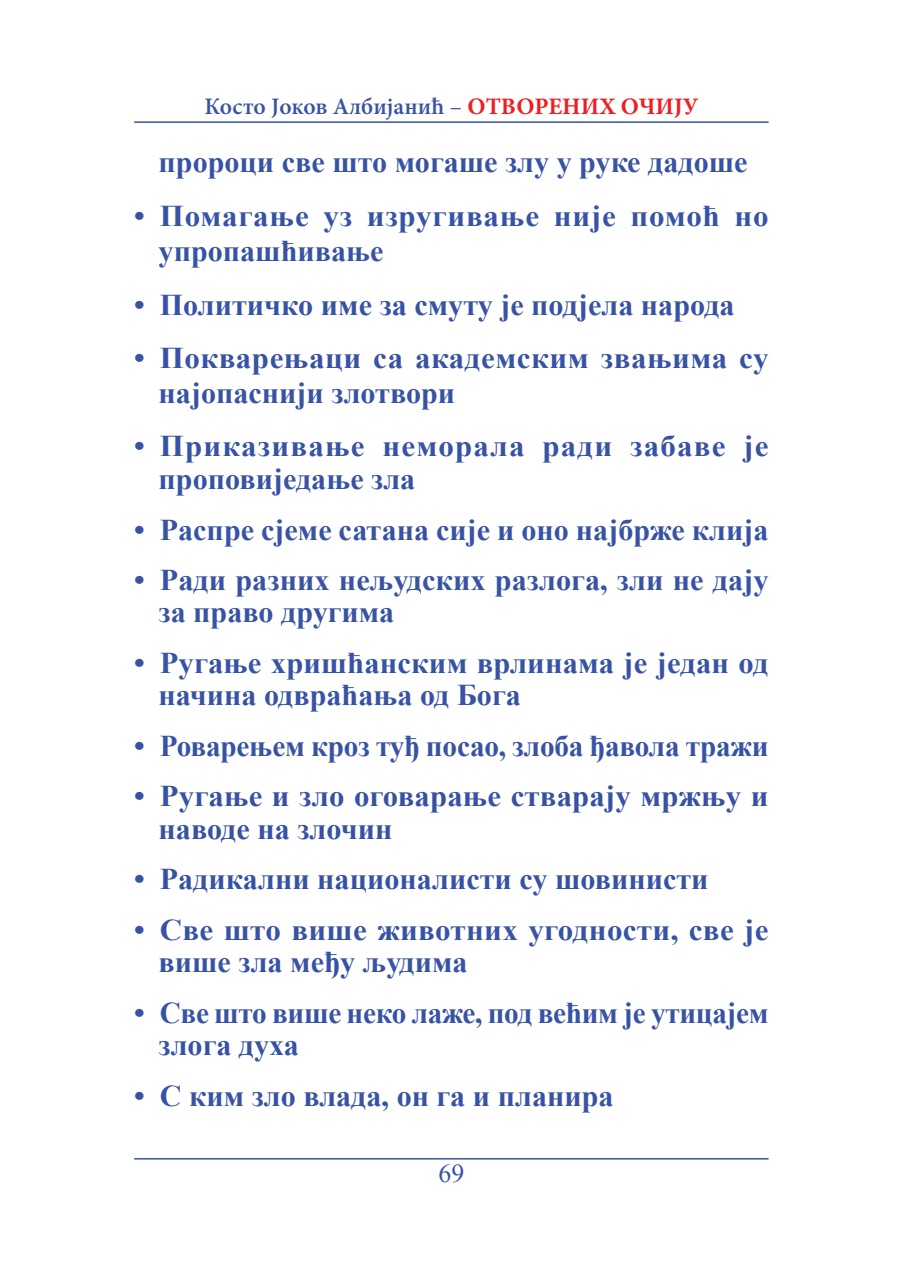 Косто Јоков Албијанић – ОТВОРЕНИХ ОЧИЈУ
пророци све што могаше злу у руке дадоше
• Помагање уз изругивање није помоћ но
упропашћивање
• Политичко име за смуту је подјела народа
• Покварењаци са академским звањима су
најопаснији злотвори
• Приказивање неморала ради забаве је
проповиједање зла
• Распре сјеме сатана сије и оно најбрже клија
• Ради разних нељудских разлога, зли не дају
за право другима
• Ругање хришћанским врлинама је један од
начина одвраћања од Бога
• Роварењем кроз туђ посао, злоба ђавола тражи
• Ругање и зло оговарање стварају мржњу и
наводе на злочин
• Радикални националисти су шовинисти
• Све што више животних угодности, све је
више зла међу људима
• Све што више неко лаже, под већим је утицајем
злога духа
• С ким зло влада, он га и планира
69